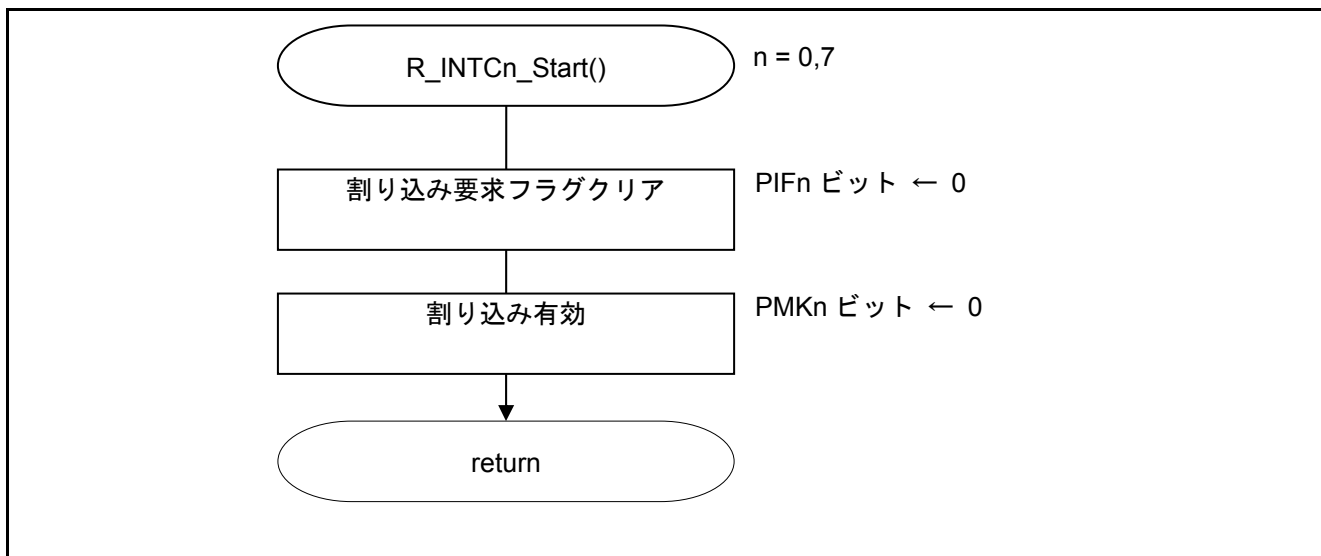 R_INTCn_Start()
n = 0,7
割り込み要求フラグクリア
PIFn ビット ← 0
割り込み有効
PMKn ビット ← 0
return